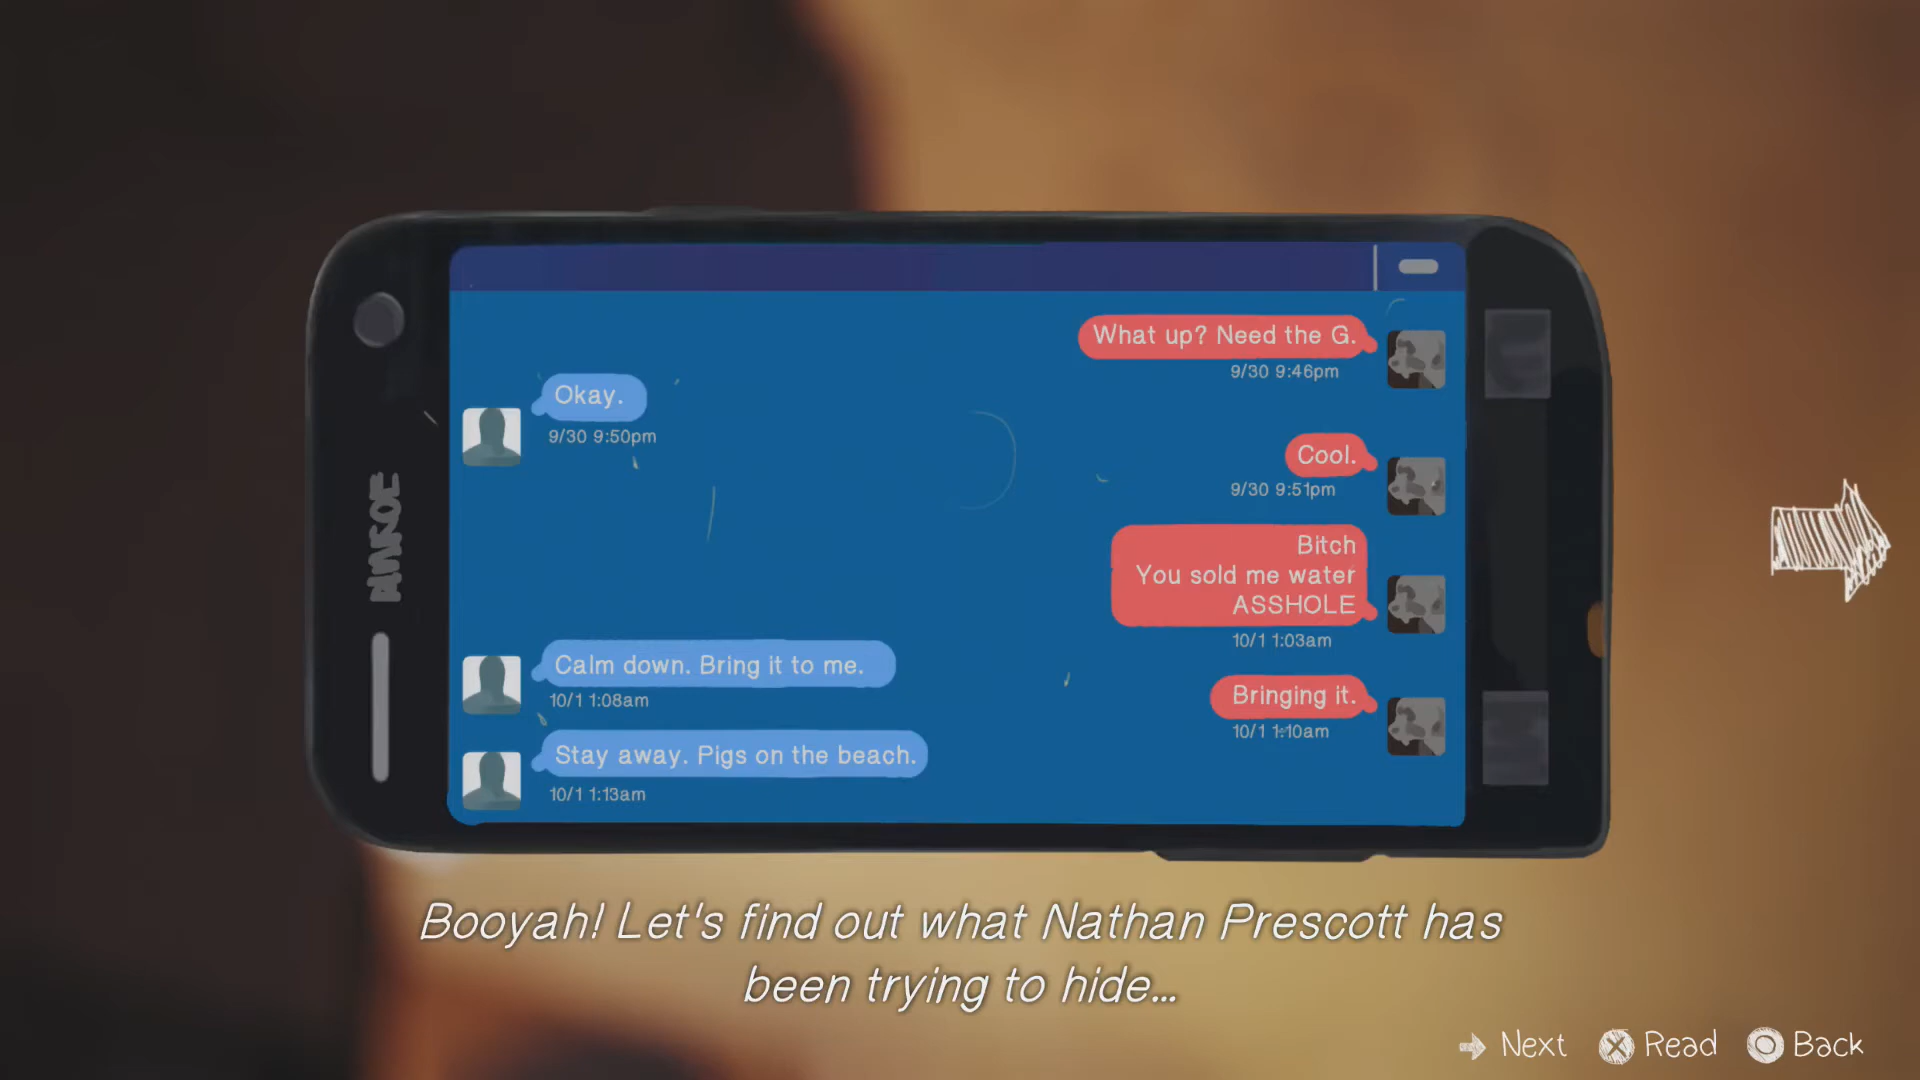 What up? Need the G.
9/30 9:46pm
Okay.
9/30 9:50pm
Cool.
9/30 9:51pm
Bitch
You sold me water
ASSHOLE
10/1 1:03am
Calm down. Bring it to me.
10/1 1:08am
Bringing it.
10/1 1:10am
Stay away. Pigs on the beach.
10/1 1:13am
Booyah! Let's find out what Nathan Prescott has
been trying to hide...
Next
Read
Back